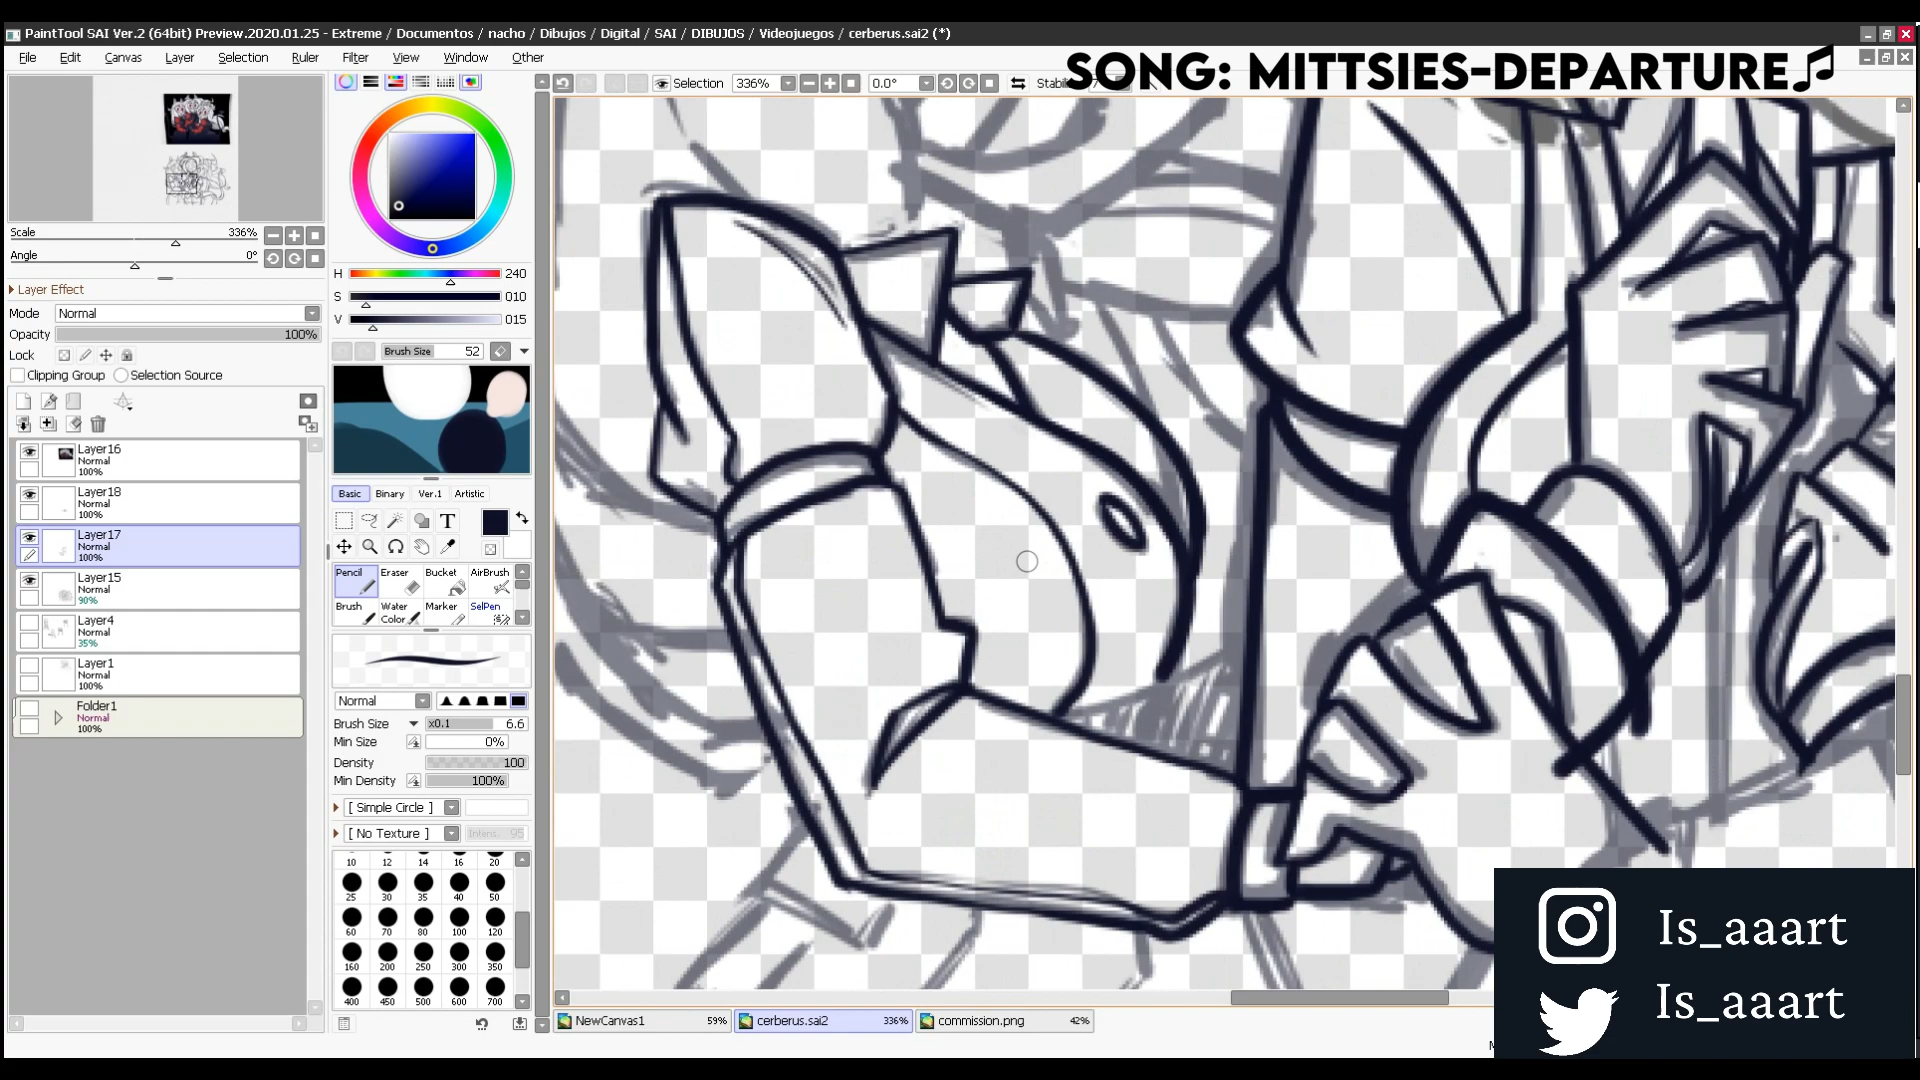 PaintTool SAI Ver.2 (64bit) Preview.2020.01.25 - Extreme / Documentos / nacho / Dibujos / Digital / SAI / DIBUJOS / Videojuegos / cerberus.sai2 (*)
File Edit Canvas Layer Selection Ruler Filter View Window Other
SONG: MITTSIES-DEPARTURE
Selection 336% 0.0°
Scale 336%
Angle 0°
Layer Effect
Mode Normal
Opacity 100%
Lock
Clipping Group Selection Source
Layer16
Normal
100%
Layer18
Normal
100%
Layer17
Normal
100%
Layer15
Normal
90%
Layer4
Normal
35%
Layer1
Normal
100%
Folder1
Normal
100%
H 240
S 010
V 015
Brush Size 52
Basic Binary Ver.1 Artistic
T
Pencil Eraser Bucket AirBrush
Brush Water Color Marker SelPen
Normal
Brush Size x0.1 6.6
Min Size 0%
Density 100
Min Density 100%
[ Simple Circle ]
[ No Texture ] Intens. 95
10 12 14 16 20
25 30 35 40 50
60 70 80 100 120
160 200 250 300 350
400 450 500 600 700
NewCanvas1 59% cerberus.sai2 336% commission.png 42%
Is_aaart
Is_aaart